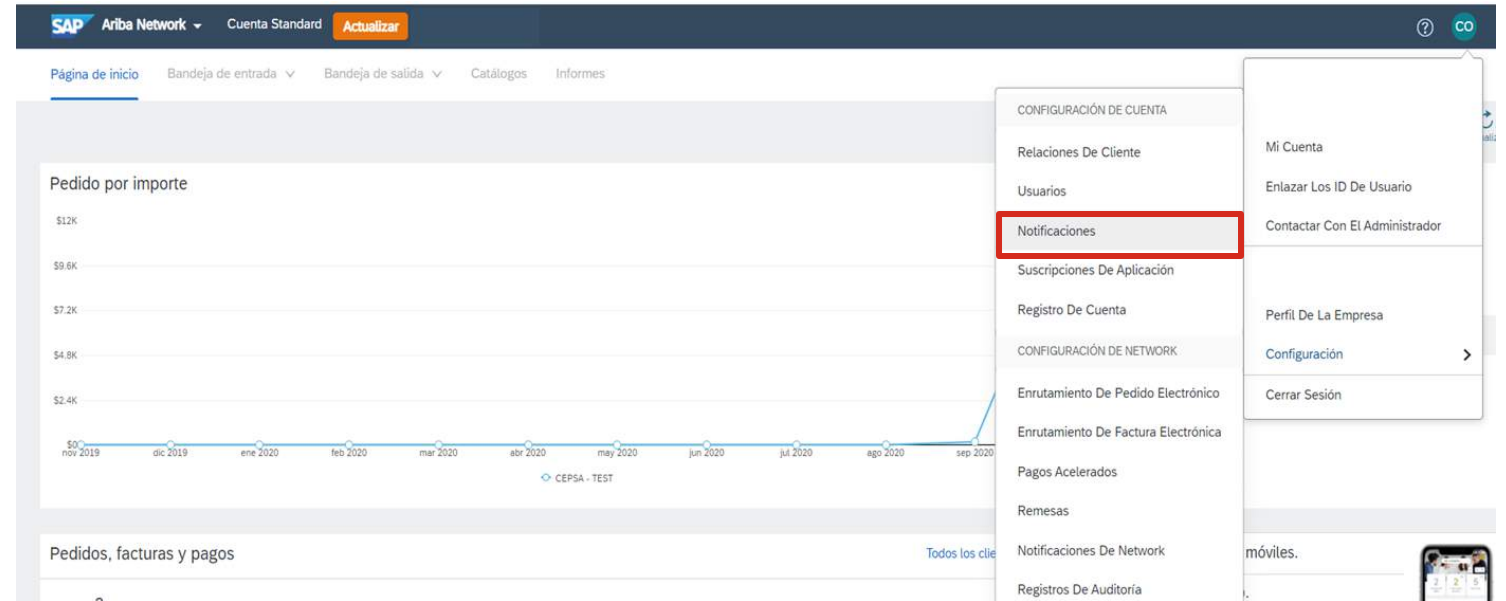 SAP Ariba Network Cuenta Standard Actualizar CO
Página de inicio Bandeja de entrada Bandeja de salida Catálogos Informes
CONFIGURACIÓN DE CUENTA
Relaciones De Cliente
Usuarios
Notificaciones
Suscripciones De Aplicación
Registro De Cuenta
CONFIGURACIÓN DE NETWORK
Enrutamiento De Pedido Electrónico
Enrutamiento De Factura Electrónica
Pagos Acelerados
Remesas
Notificaciones De Network
Registros De Auditoría
Mi Cuenta
Enlazar Los ID De Usuario
Contactar Con El Administrador
Perfil De La Empresa
Configuración
Cerrar Sesión
Pedido por importe
$12K
$9.6K
$7.2K
$4.8K
$2.4K
$0
nov 2019 dic 2019 ene 2020 feb 2020 mar 2020 abr 2020 may 2020 jun 2020 jul 2020 ago 2020 sep 2020
CEPSA - TEST
Pedidos, facturas y pagos
Todos los clie
móviles.
2 2 5